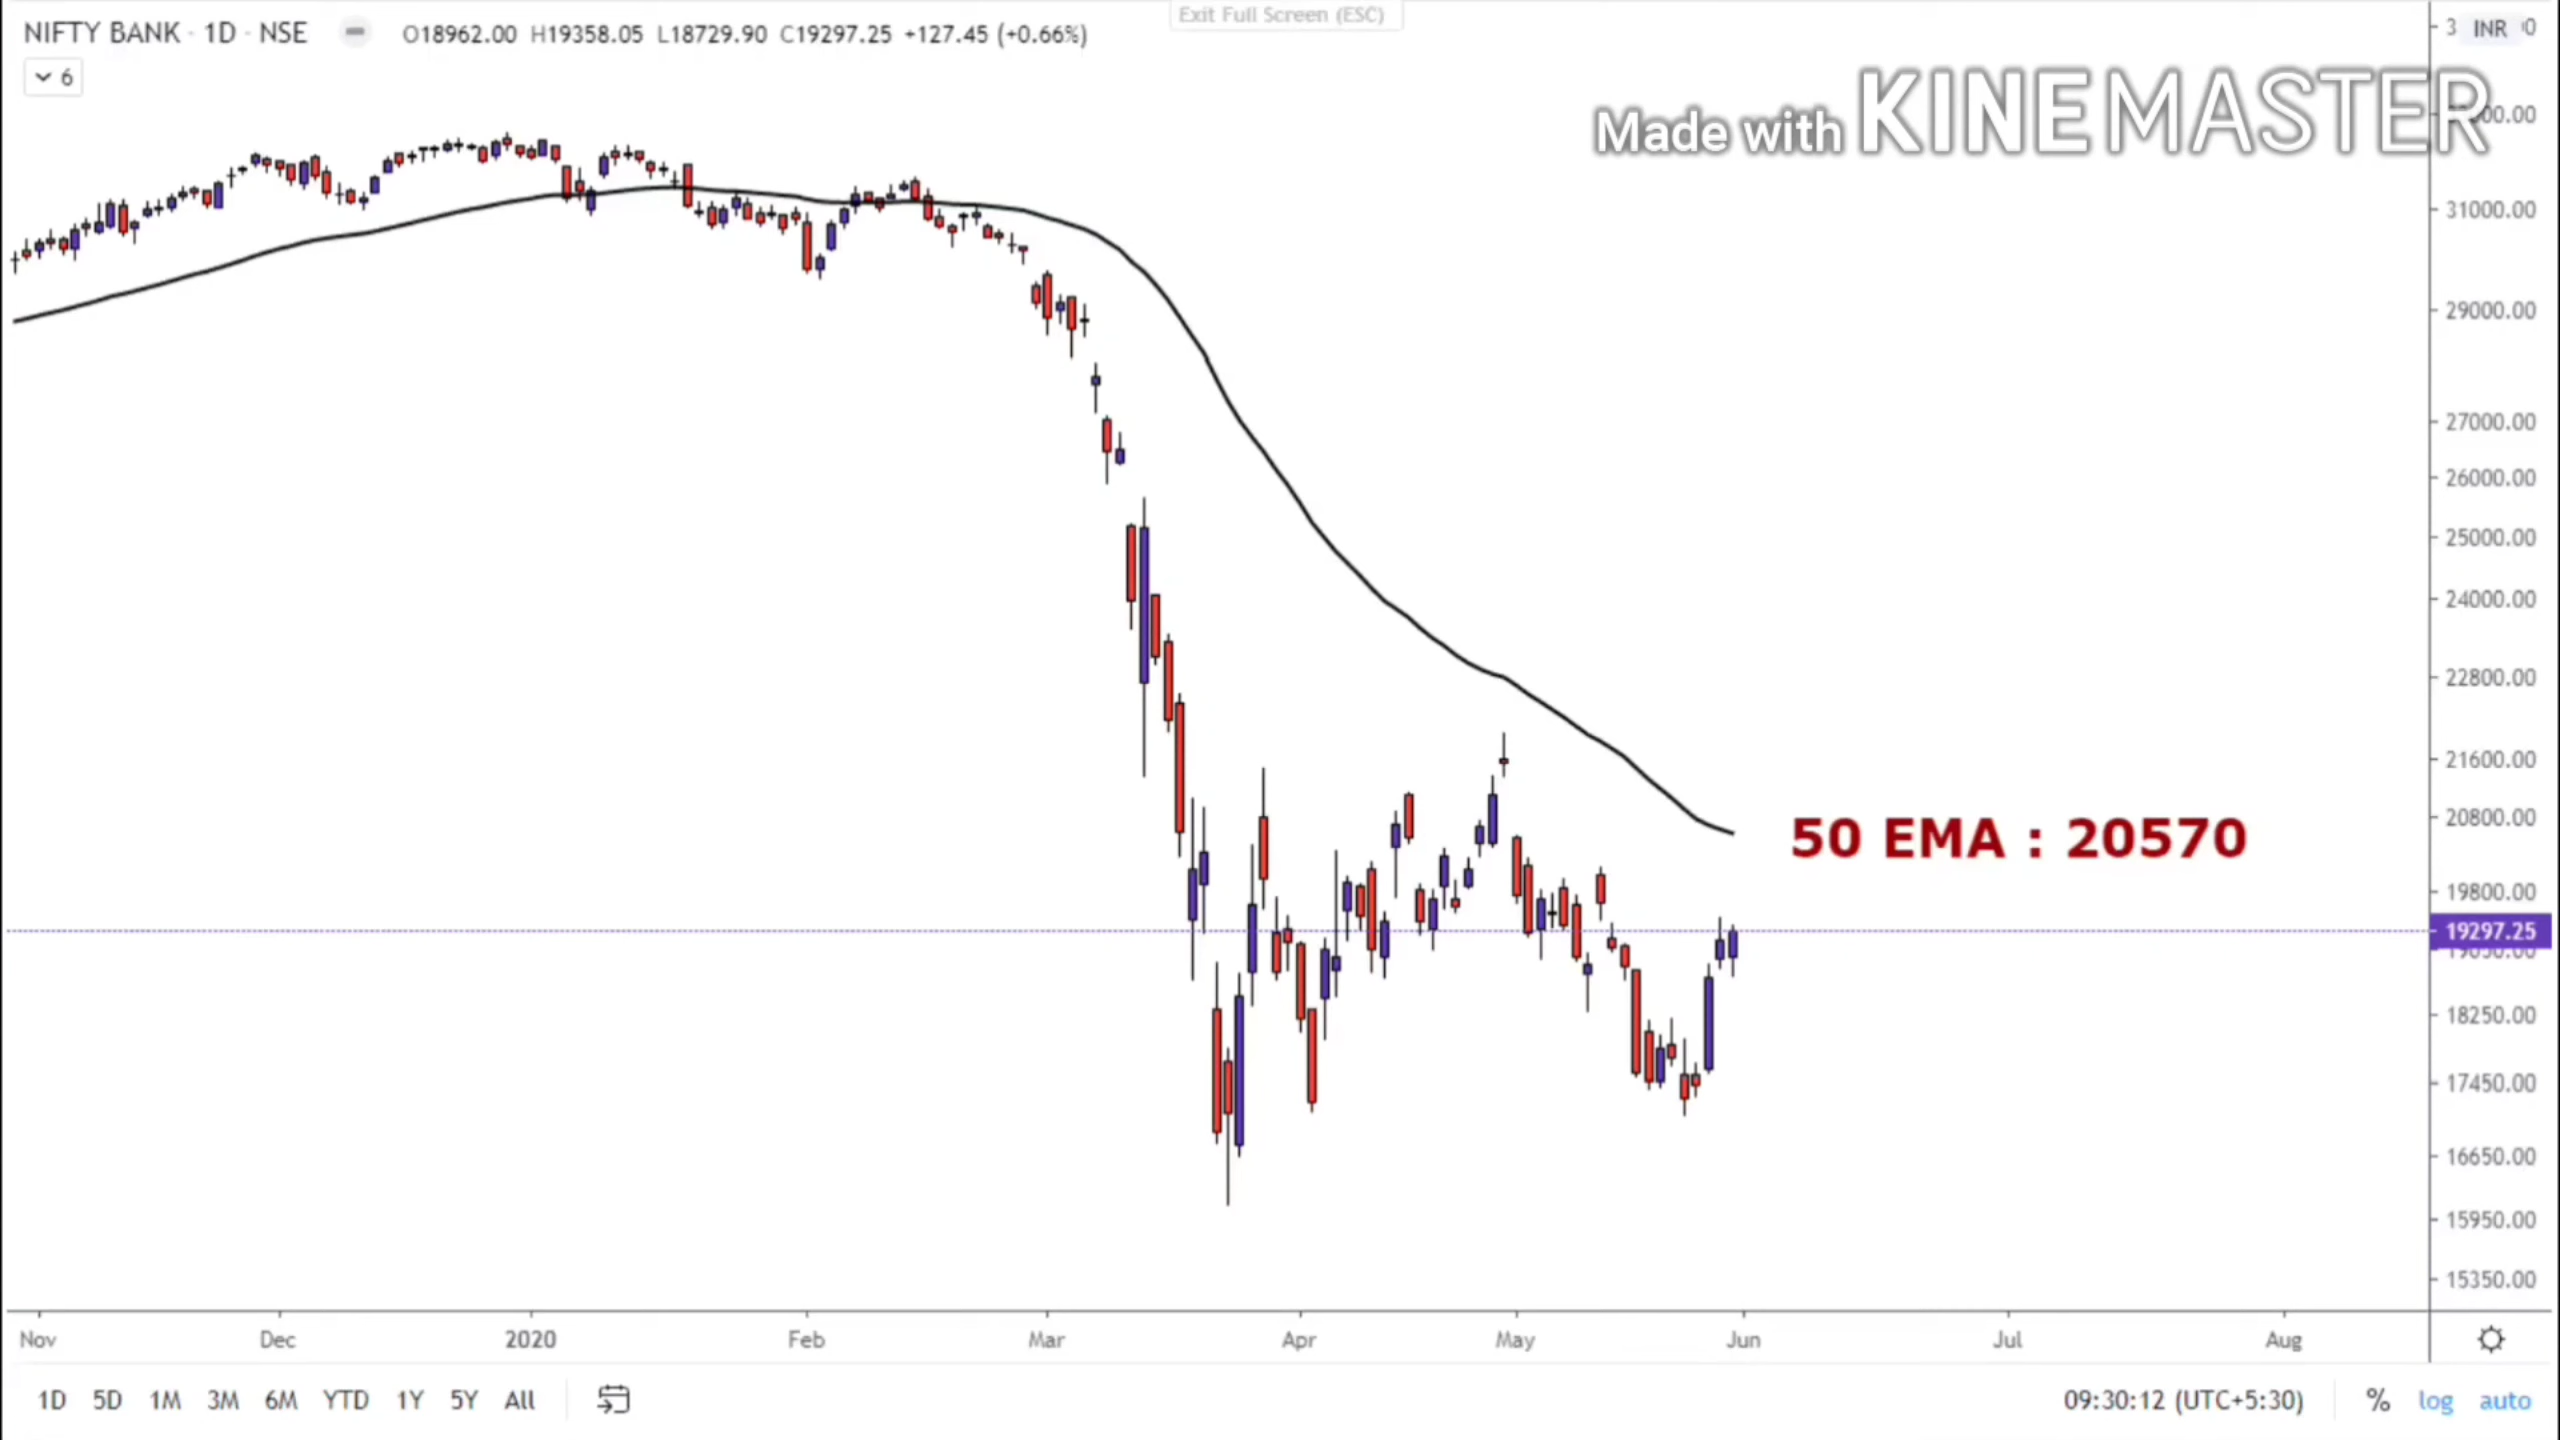 Exit Full Screen (ESC)
NIFTY BANK · 1D · NSE O18962.00 H19358.05 L18729.90 C19297.25 +127.45 (+0.66%)
INR
6
Made with KINEMASTER
31000.00
29000.00
27000.00
26000.00
25000.00
24000.00
22800.00
21600.00
20800.00
50 EMA : 20570
19800.00
19297.25
18250.00
17450.00
16650.00
15950.00
15350.00
Nov Dec 2020 Feb Mar Apr May Jun Jul Aug
1D 5D 1M 3M 6M YTD 1Y 5Y All 09:30:12 (UTC+5:30) % log auto